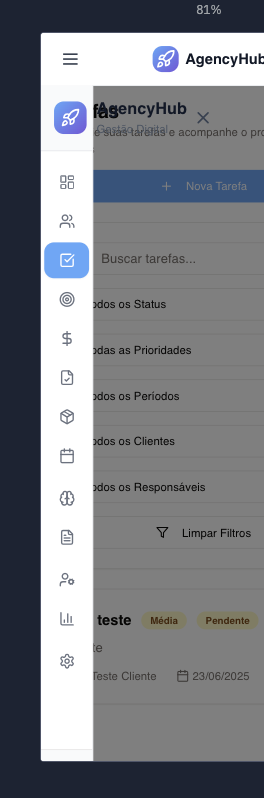 81%
AgencyHub
fas
AgencyHub
Gestão Digital
e suas tarefas e acompanhe o pro
Nova Tarefa
Buscar tarefas...
odos os Status
odas as Prioridades
odos os Períodos
odos os Clientes
odos os Responsáveis
Limpar Filtros
teste Média Pendente
te
Teste Cliente 23/06/2025